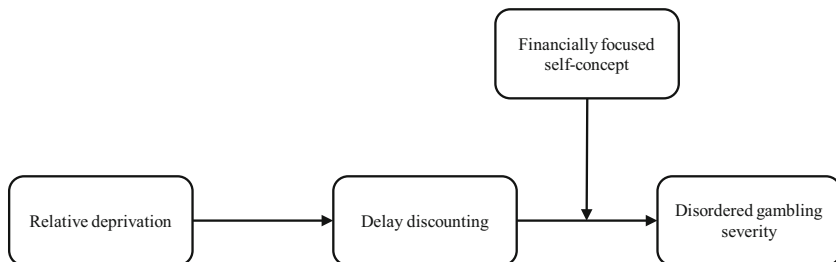 Financially focused
self-concept
Relative deprivation
Delay discounting
Disordered gambling
severity